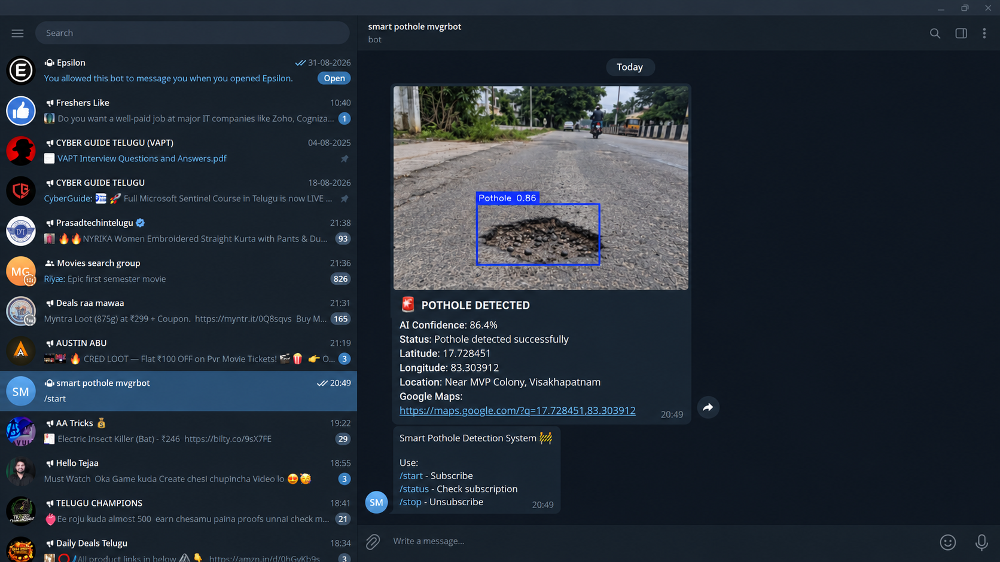 Search
E
Epsilon
31-08-2026
You allowed this bot to message you when you opened Epsilon.
Open
Freshers Like
10:40
Do you want a well-paid job at major IT companies like Zoho, Cogniza...
1
CYBER GUIDE TELUGU (VAPT)
04-08-2025
VAPT Interview Questions and Answers.pdf
CYBER GUIDE TELUGU
18-08-2026
CyberGuide: 🚀 Full Microsoft Sentinel Course in Telugu is now LIVE ...
Prasadtechintelugu
21:38
🔥🔥NYRIKA Women Embroidered Straight Kurta with Pants & Du...
93
MG
Movies search group
21:36
Riyæ: Epic first semester movie
826
Deals raa mawaa
21:31
Myntra Loot (875g) at ₹299 + Coupon. https://myntr.it/0Q8sqvs Buy M...
165
AUSTIN ABU
21:19
🔥 CRED LOOT — Flat ₹100 OFF on Pvr Movie Tickets! 🎬🍿 👉 O...
3
SM
smart pothole mvgrbot
20:49
/start
AA Tricks 💰
19:22
Electric Insect Killer (Bat) - ₹246 https://bilty.co/9sX7FE
29
Hello Tejaa
18:55
Must Watch Oka Game kuda Create chesi chupincha Video lo 😍🥳
3
TELUGU CHAMPIONS
18:41
Ee roju kuda almost 500 earn chesamu paina proofs unnai check m...
21
Daily Deals Telugu
18:34
All product links in below 👇 https://amzn.in/d/0hGvKb9s
3
smart pothole mvgrbot
bot
Today
Pothole 0.86
🚨 POTHOLE DETECTED
AI Confidence: 86.4%
Status: Pothole detected successfully
Latitude: 17.728451
Longitude: 83.303912
Location: Near MVP Colony, Visakhapatnam
Google Maps:
https://maps.google.com/?q=17.728451,83.303912
20:49
Smart Pothole Detection System 🚧
Use:
/start - Subscribe
/status - Check subscription
/stop - Unsubscribe
20:49
SM
Write a message...